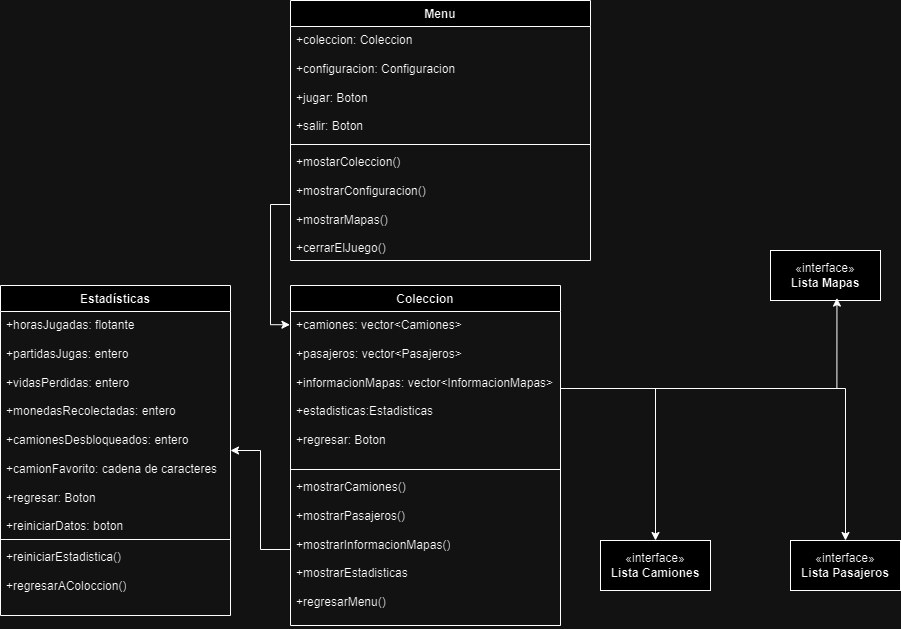 Menu
+coleccion: Coleccion
+configuracion: Configuracion
+jugar: Boton
+salir: Boton
+mostarColeccion()
+mostrarConfiguracion()
+mostrarMapas()
+cerrarElJuego()
Estadísticas
+horasJugadas: flotante
+partidasJugas: entero
+vidasPerdidas: entero
+monedasRecolectadas: entero
+camionesDesbloqueados: entero
+camionFavorito: cadena de caracteres
+regresar: Boton
+reiniciarDatos: boton
+reiniciarEstadistica()
+regresarAColoccion()
Coleccion
+camiones: vector<Camiones>
+pasajeros: vector<Pasajeros>
+informacionMapas: vector<InformacionMapas>
+estadisticas:Estadisticas
+regresar: Boton
+mostrarCamiones()
+mostrarPasajeros()
+mostrarInformacionMapas()
+mostrarEstadisticas
+regresarMenu()
«interface»
Lista Mapas
«interface»
Lista Camiones
«interface»
Lista Pasajeros